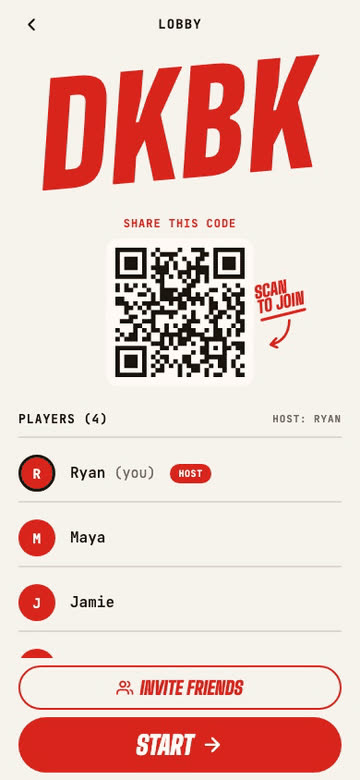 LOBBY
DKBK
SHARE THIS CODE
SCAN
TO JOIN
PLAYERS (4)
HOST: RYAN
R
Ryan (you)
HOST
M
Maya
J
Jamie
INVITE FRIENDS
START